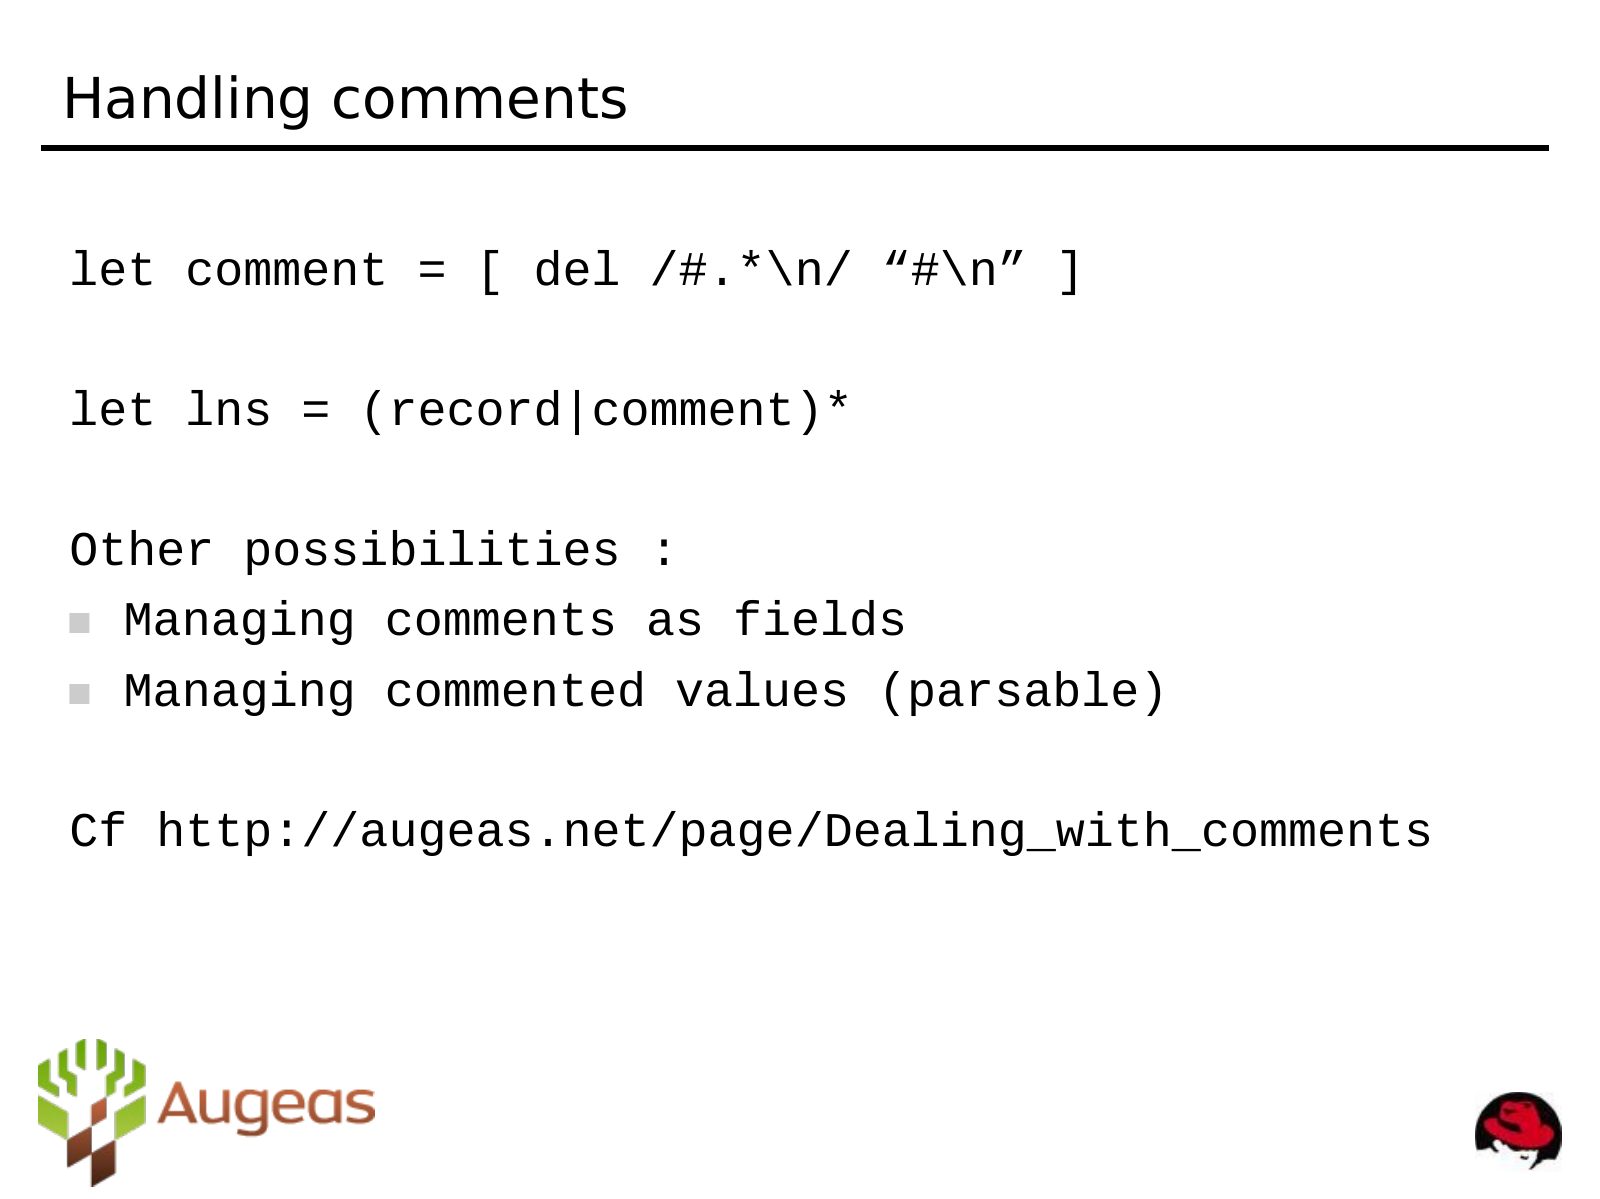 Handling comments
let comment = [ del /#.*\n/ “#\n” ]
let lns = (record|comment)*
Other possibilities :
Managing comments as fields
Managing commented values (parsable)
Cf http://augeas.net/page/Dealing_with_comments
Augeas